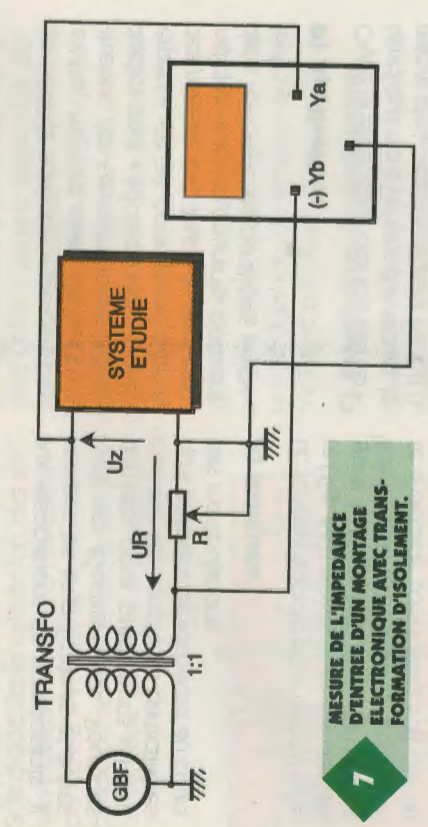 TRANSFO
GBF
1:1
UR
R
Uz
SYSTEME
ETUDIE
(-) Yb
Ya
7
MESURE DE L'IMPEDANCE
D'ENTREE D'UN MONTAGE
ELECTRONIQUE AVEC TRANS-
FORMATION D'ISOLEMENT.